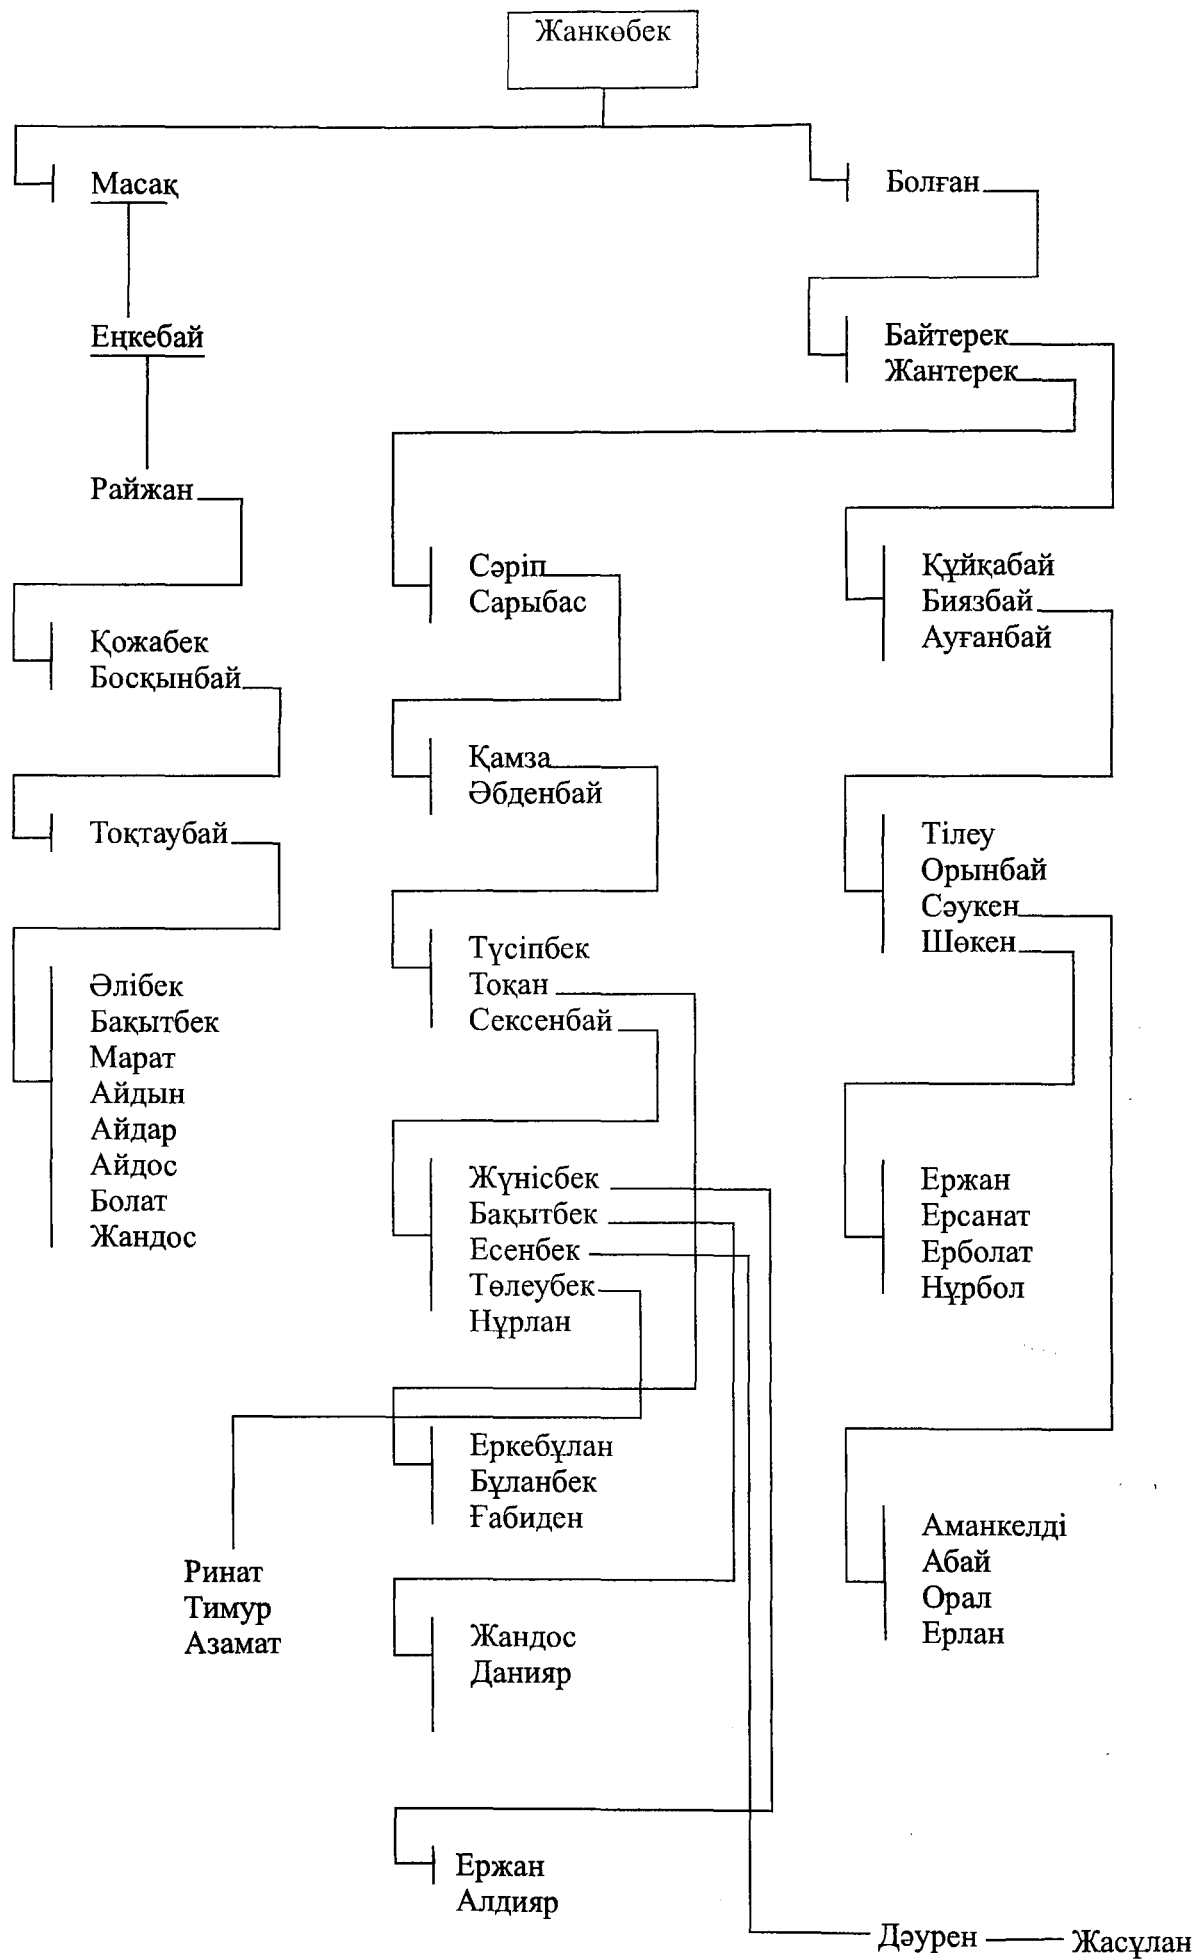 Жанкөбек
Масақ
Болған
Еңкебай
Байтерек
Жантерек
Райжан
Сәріп
Сарыбас
Құйқабай
Биязбай
Ауғанбай
Қожабек
Босқынбай
Қамза
Әбденбай
Тоқтаубай
Тілеу
Орынбай
Сәукен
Шөкен
Түсіпбек
Тоқан
Сексенбай
Әлібек
Бақытбек
Марат
Айдын
Айдар
Айдос
Болат
Жандос
Жүнісбек
Бақытбек
Есенбек
Төлеубек
Нұрлан
Ержан
Ерсанат
Ерболат
Нұрбол
Еркебұлан
Бұланбек
Ғабиден
Ринат
Тимур
Азамат
Аманкелді
Абай
Орал
Ерлан
Жандос
Данияр
Ержан
Алдияр
Дәурен Жасұлан